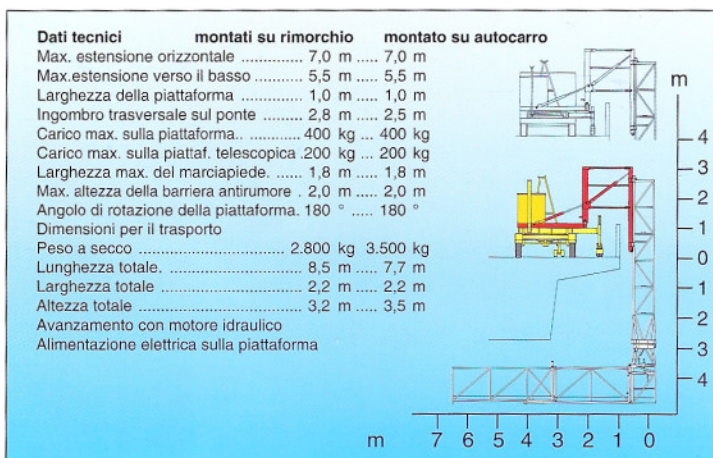 Dati tecnici montati su rimorchio montato su autocarro
Max. estensione orizzontale ............... 7,0 m ..... 7,0 m
Max.estensione verso il basso ......... 5,5 m ..... 5,5 m
Larghezza della piattaforma ............. 1,0 m ..... 1,0 m
Ingombro trasversale sul ponte ....... 2,8 m ..... 2,5 m
Carico max. sulla piattaforma.. ............ 400 kg ... 400 kg
Carico max. sulla piattaf. telescopica .200 kg ... 200 kg
Larghezza max. del marciapiede. ...... 1,8 m ..... 1,8 m
Max. altezza della barriera antirumore . 2,0 m ..... 2,0 m
Angolo di rotazione della piattaforma. 180 ° ..... 180 °
Dimensioni per il trasporto
Peso a secco .................................. 2.800 kg 3.500 kg
Lunghezza totale. ............................. 8,5 m ..... 7,7 m
Larghezza totale ............................... 2,2 m ..... 2,2 m
Altezza totale .................................... 3,2 m ..... 3,5 m
Avanzamento con motore idraulico
Alimentazione elettrica sulla piattaforma
m
4
3
2
1
0
1
2
3
4
m 7 6 5 4 3 2 1 0